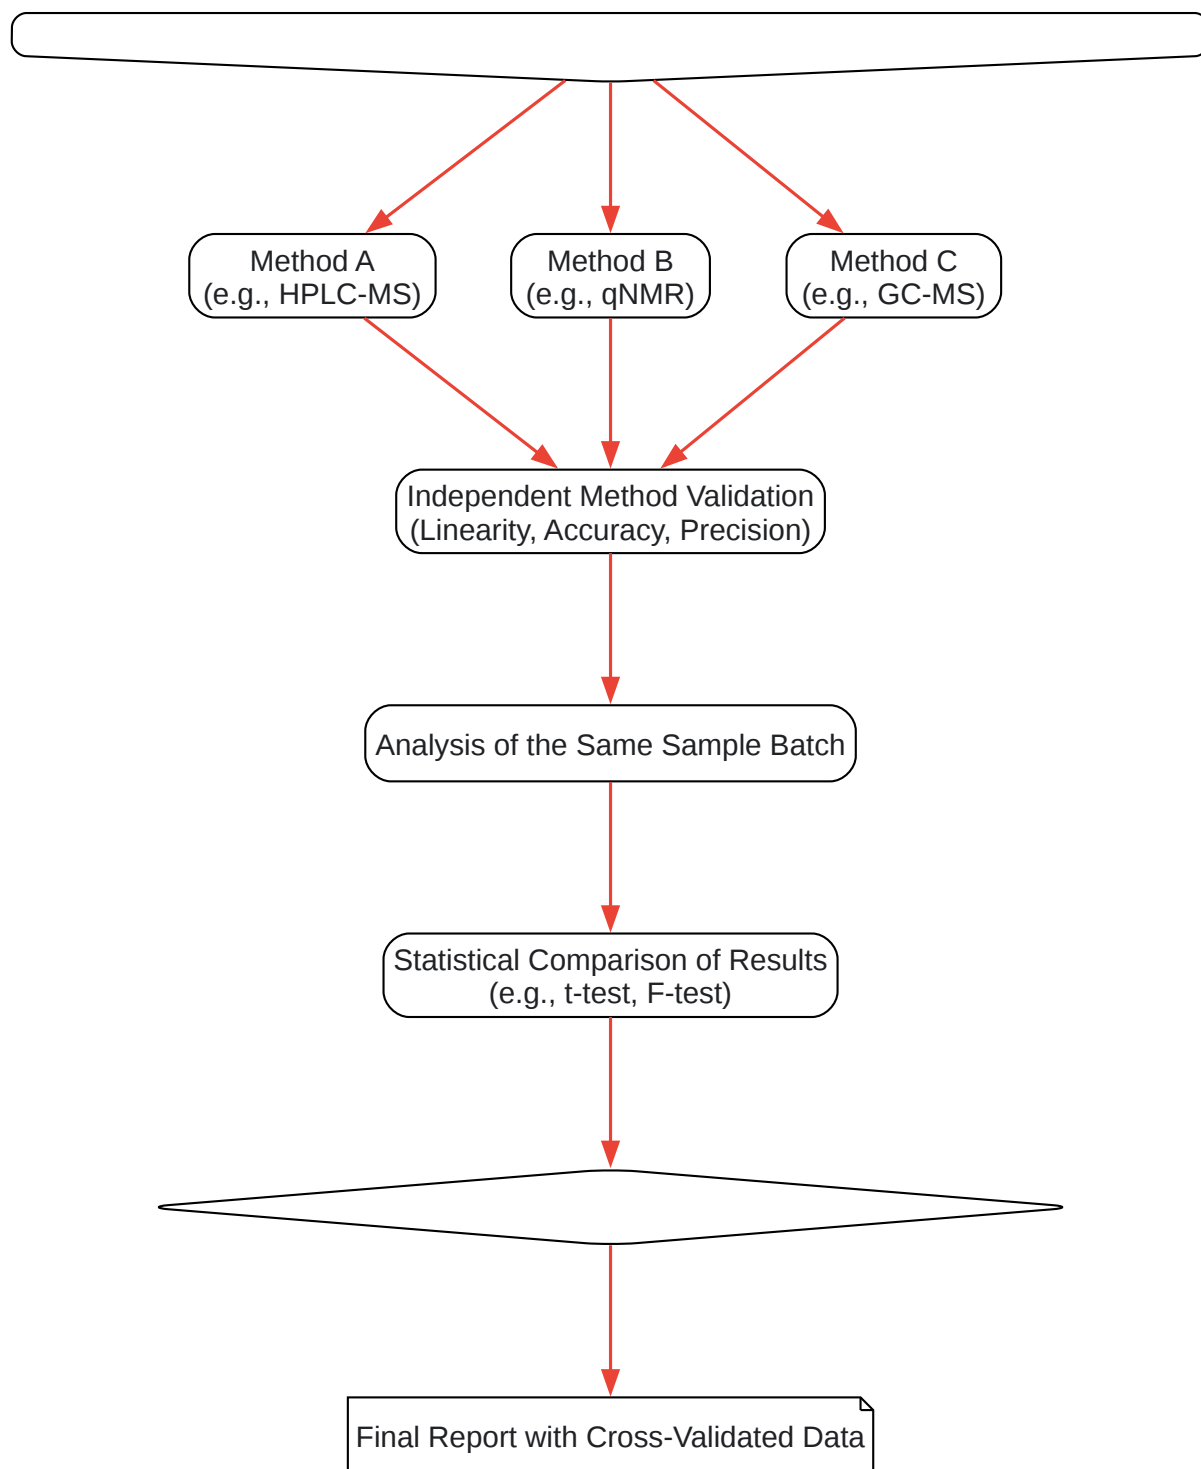 Method A
(e.g., HPLC-MS)
Method B
(e.g., qNMR)
Method C
(e.g., GC-MS)
Independent Method Validation
(Linearity, Accuracy, Precision)
Analysis of the Same Sample Batch
Statistical Comparison of Results
(e.g., t-test, F-test)
Final Report with Cross-Validated Data